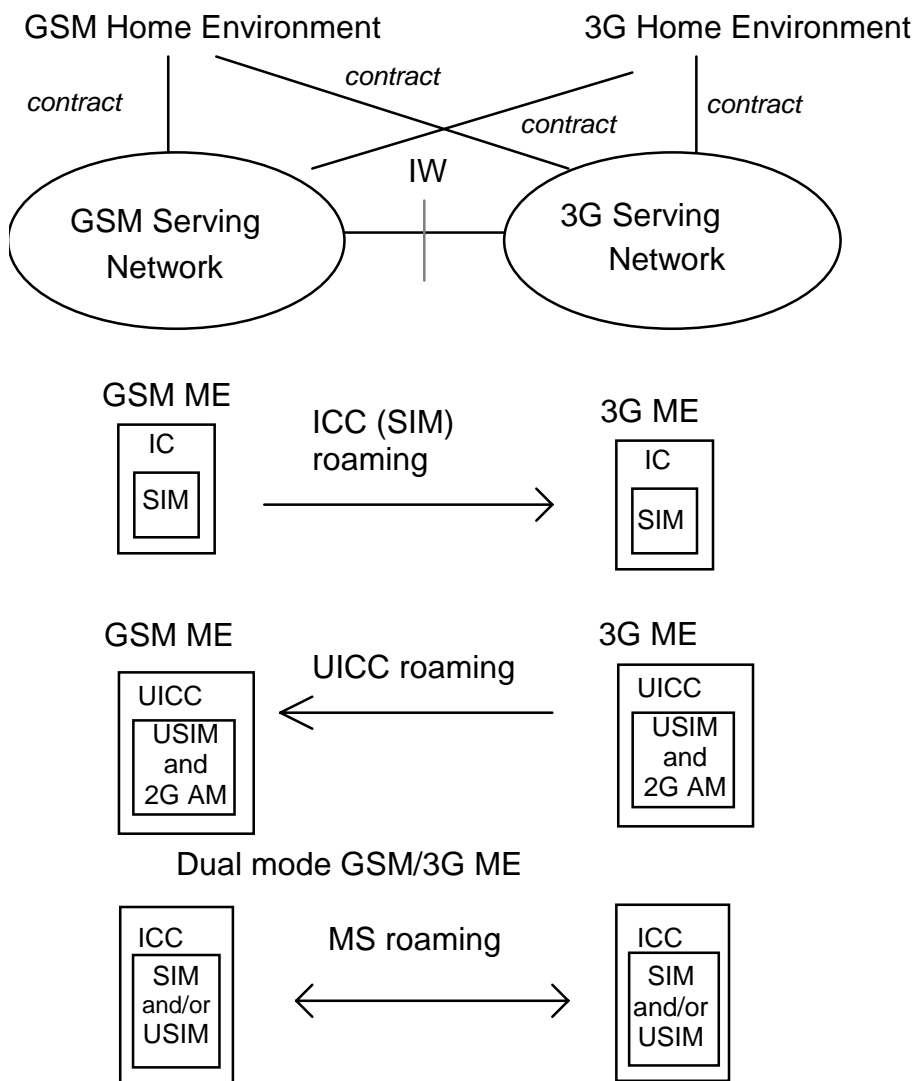 GSM Home Environment
3G Home Environment
contract
contract
contract
contract
IW
GSM Serving
Network
3G Serving
Network
GSM ME
IC
SIM
ICC (SIM)
roaming
3G ME
IC
SIM
GSM ME
UICC
USIM
and
2G AM
UICC roaming
3G ME
UICC
USIM
and
2G AM
Dual mode GSM/3G ME
ICC
SIM
and/or
USIM
MS roaming
ICC
SIM
and/or
USIM